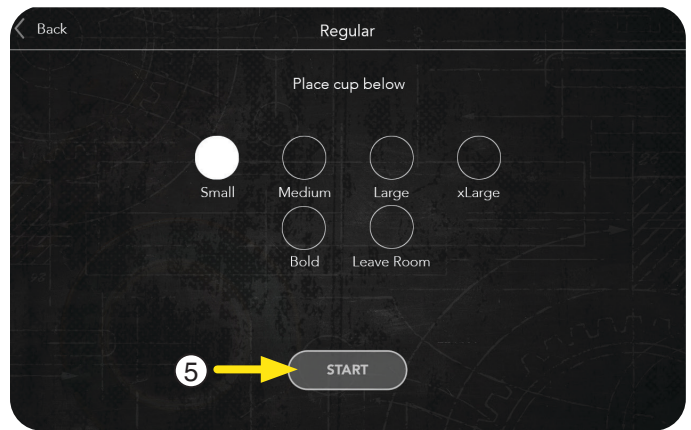 Back
Regular
Place cup below
Small Medium Large xLarge
Bold Leave Room
5 START